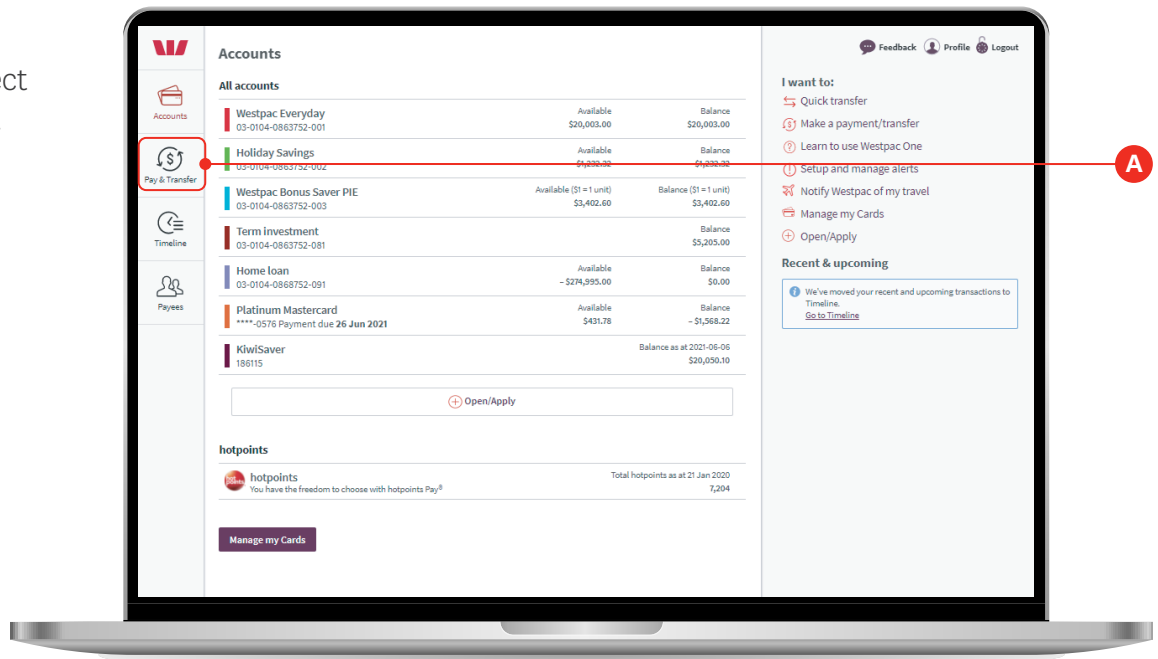 ect
Accounts
Pay & Transfer
Timeline
Payees
Accounts
All accounts
Westpac Everyday Available Balance
03-0104-0863752-001 $20,003.00 $20,003.00
Holiday Savings Available Balance
03-0104-0863752-002
Westpac Bonus Saver PIE Available ($1 = 1 unit) Balance ($1 = 1 unit)
03-0104-0863752-003 $3,402.60 $3,402.60
Term investment Balance
03-0104-0863752-081 $5,205.00
Home loan Available Balance
03-0104-0868752-091 – $274,995.00 $0.00
Platinum Mastercard Available Balance
****-0576 Payment due 26 Jun 2021 $431.78 – $1,568.22
KiwiSaver Balance as at 2021-06-06
186115 $20,050.10
Open/Apply
hotpoints
hotpoints Total hotpoints as at 21 Jan 2020
You have the freedom to choose with hotpoints Pay® 7,204
Manage my Cards
Feedback Profile Logout
I want to:
Quick transfer
Make a payment/transfer
Learn to use Westpac One
Setup and manage alerts
Notify Westpac of my travel
Manage my Cards
Open/Apply
Recent & upcoming
We've moved your recent and upcoming transactions to
Timeline.
Go to Timeline
A